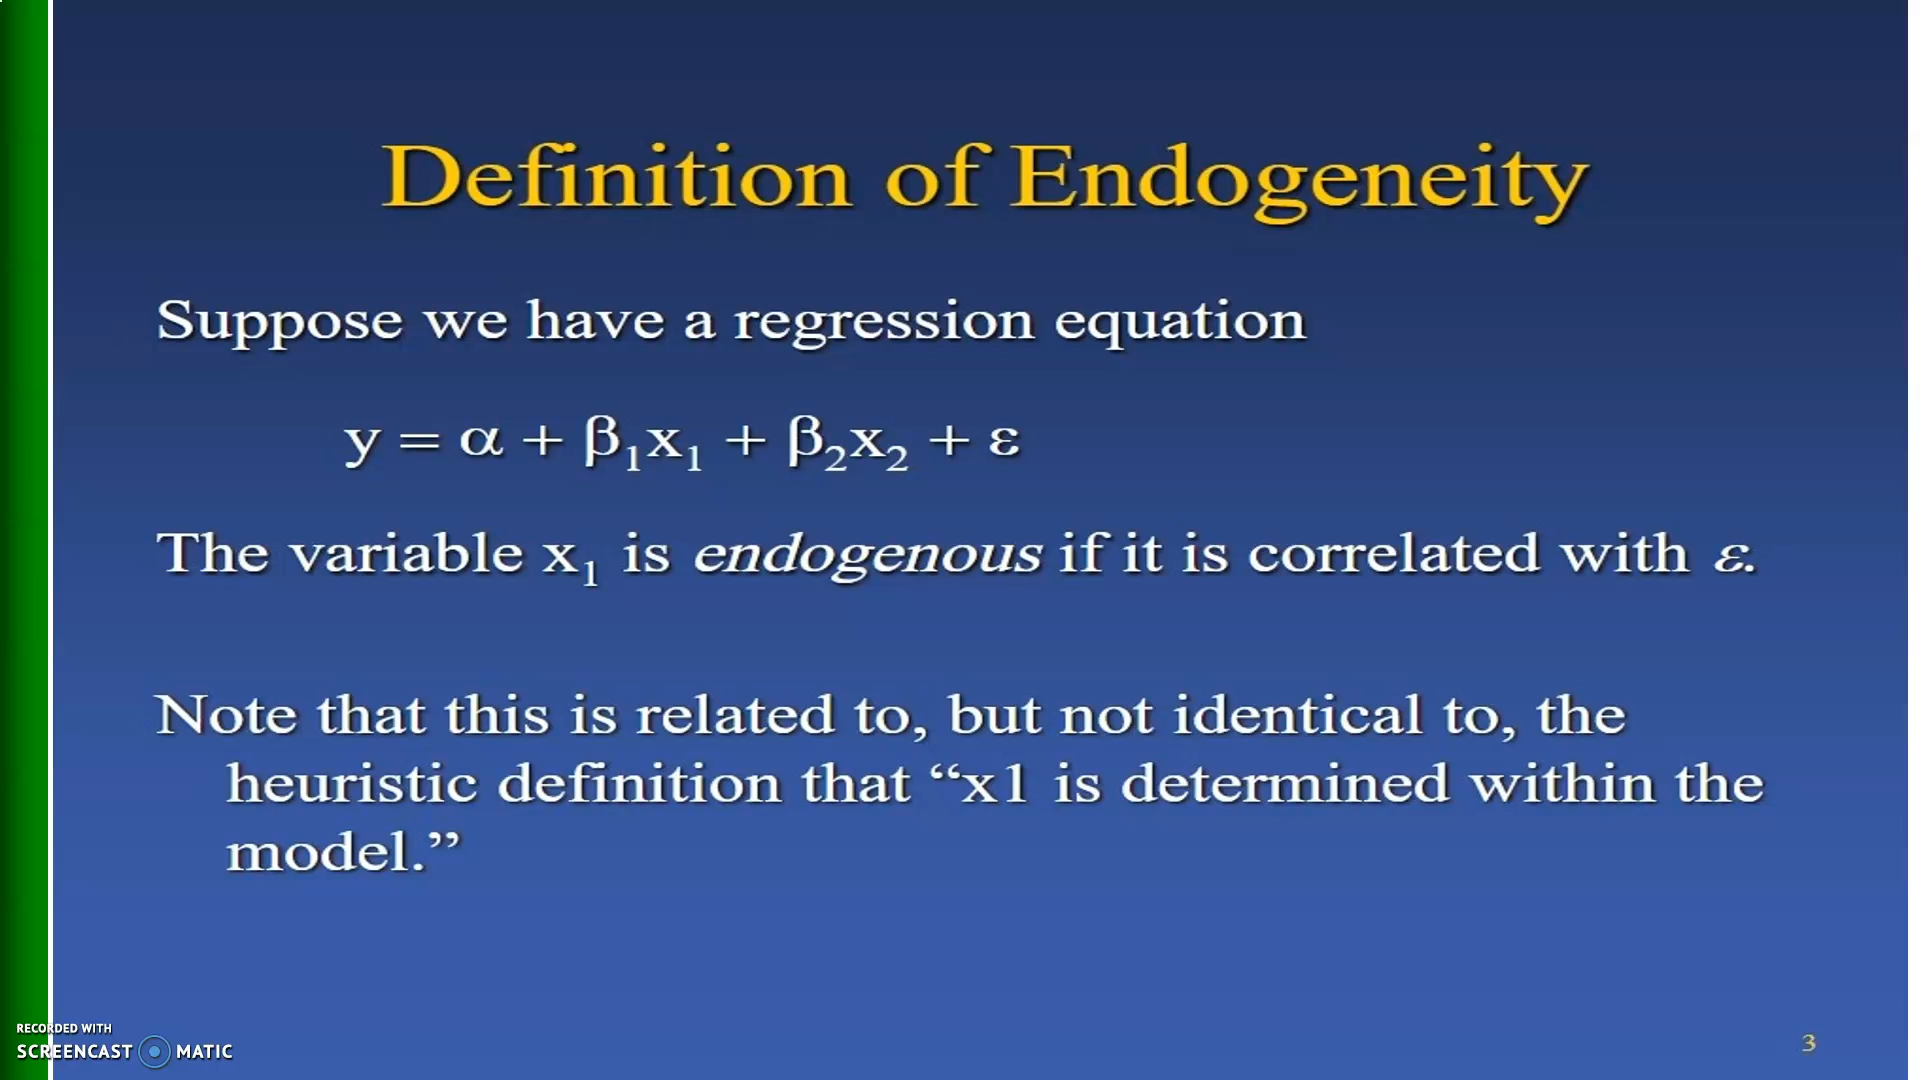 Definition of Endogeneity
Suppose we have a regression equation
y = α + β₁x₁ + β₂x₂ + ε
The variable x₁ is endogenous if it is correlated with ε.
Note that this is related to, but not identical to, the
heuristic definition that “x1 is determined within the
model.”
RECORDED WITH
SCREENCAST MATIC
3